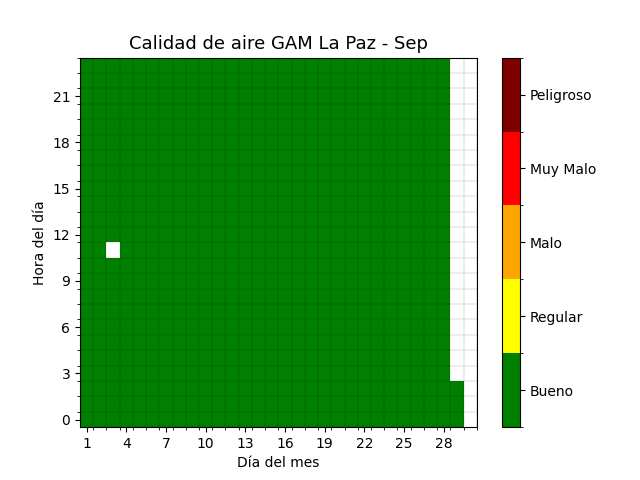 Calidad de aire GAM La Paz - Sep
Hora del día
21
18
15
12
9
6
3
0
1 4 7 10 13 16 19 22 25 28
Día del mes
Peligroso
Muy Malo
Malo
Regular
Bueno